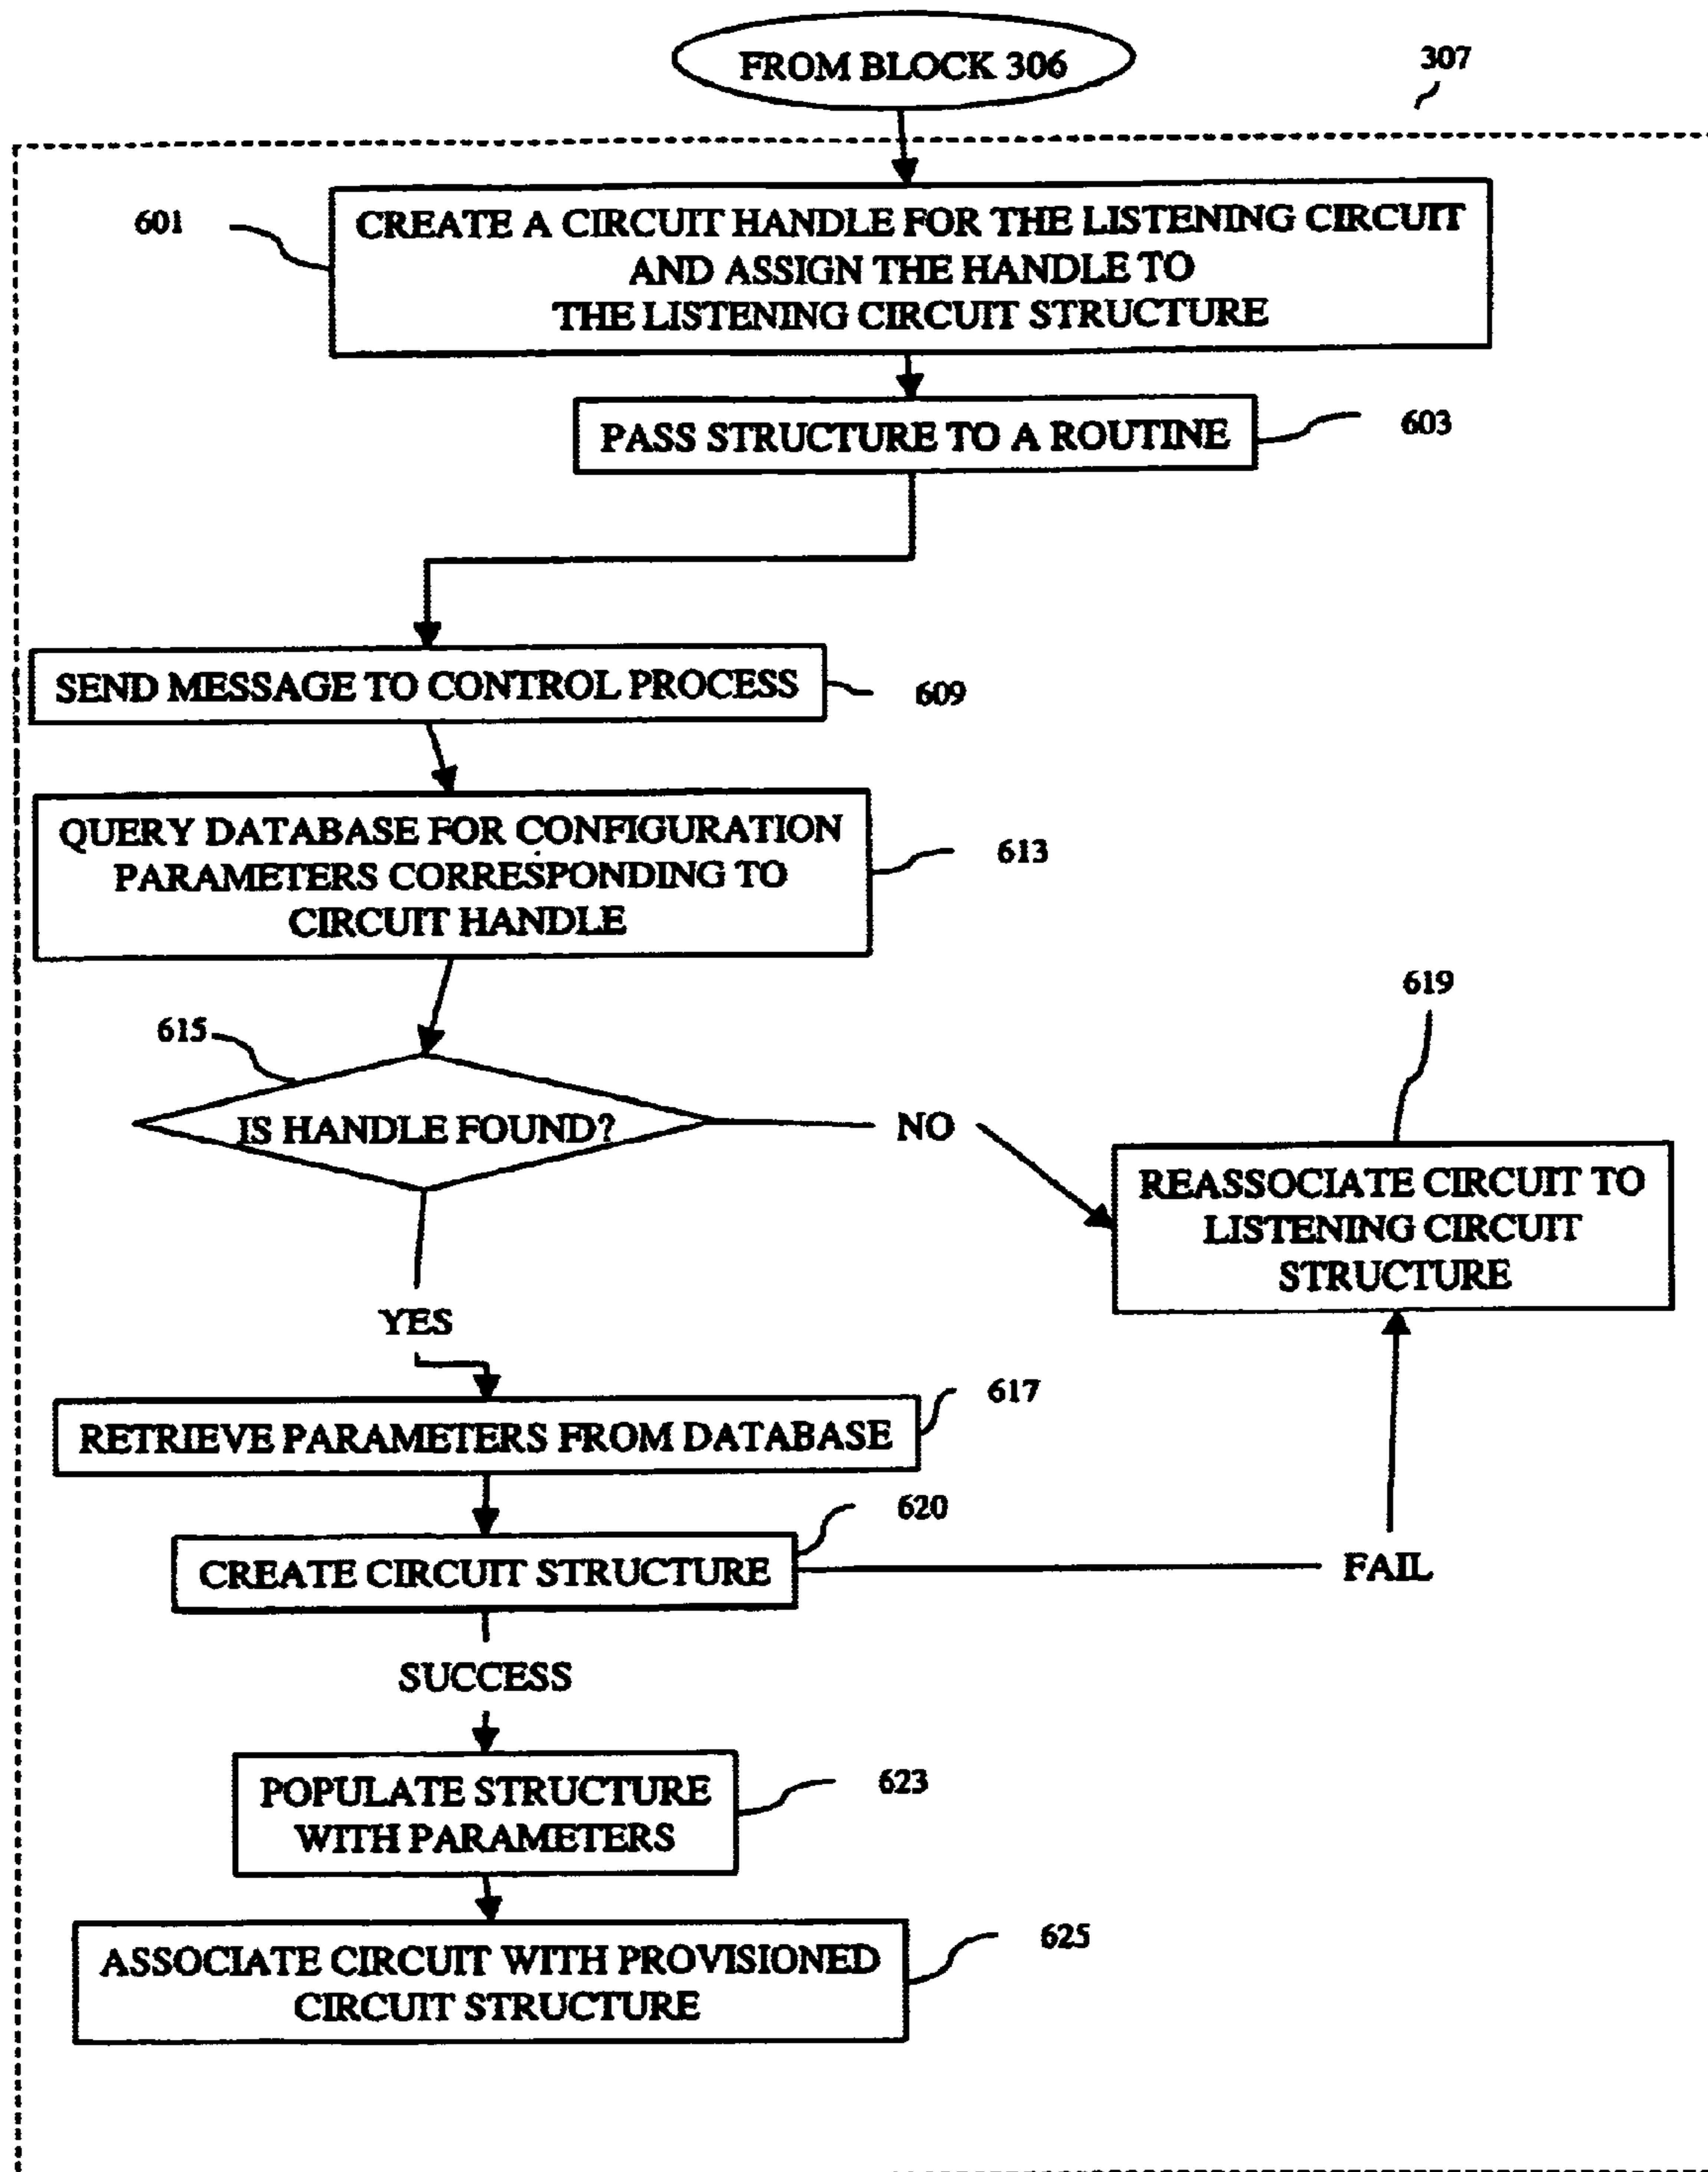 FROM BLOCK 306
307
601
CREATE A CIRCUIT HANDLE FOR THE LISTENING CIRCUIT
AND ASSIGN THE HANDLE TO
THE LISTENING CIRCUIT STRUCTURE
PASS STRUCTURE TO A ROUTINE
603
SEND MESSAGE TO CONTROL PROCESS
609
QUERY DATABASE FOR CONFIGURATION
PARAMETERS CORRESPONDING TO
CIRCUIT HANDLE
613
615
IS HANDLE FOUND?
NO
619
REASSOCIATE CIRCUIT TO
LISTENING CIRCUIT
STRUCTURE
YES
617
RETRIEVE PARAMETERS FROM DATABASE
620
CREATE CIRCUIT STRUCTURE
FAIL
SUCCESS
POPULATE STRUCTURE
WITH PARAMETERS
623
ASSOCIATE CIRCUIT WITH PROVISIONED
CIRCUIT STRUCTURE
625